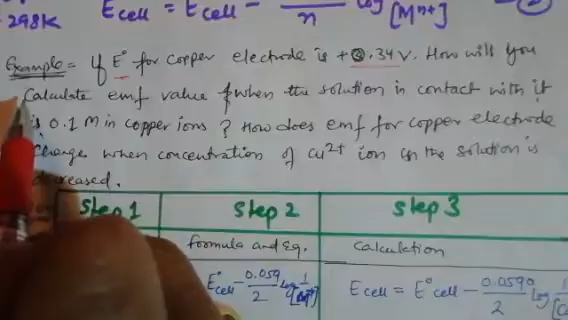 298K
Ecell = Ecell - n log [Mn+]
Example = If E° for copper electrode is +0.34V. How will you
Calculate emf value when the solution in contact with it
is 0.1 M in copper ions ? How does emf for copper electrode
change when concentration of Cu2+ ion in the solution is
Step 1 Step 2 Step 3
formula and Eq. Calculation
E°cell - 0.059/2 log 1/
Ecell = E°cell - 0.0590/2 log 1/